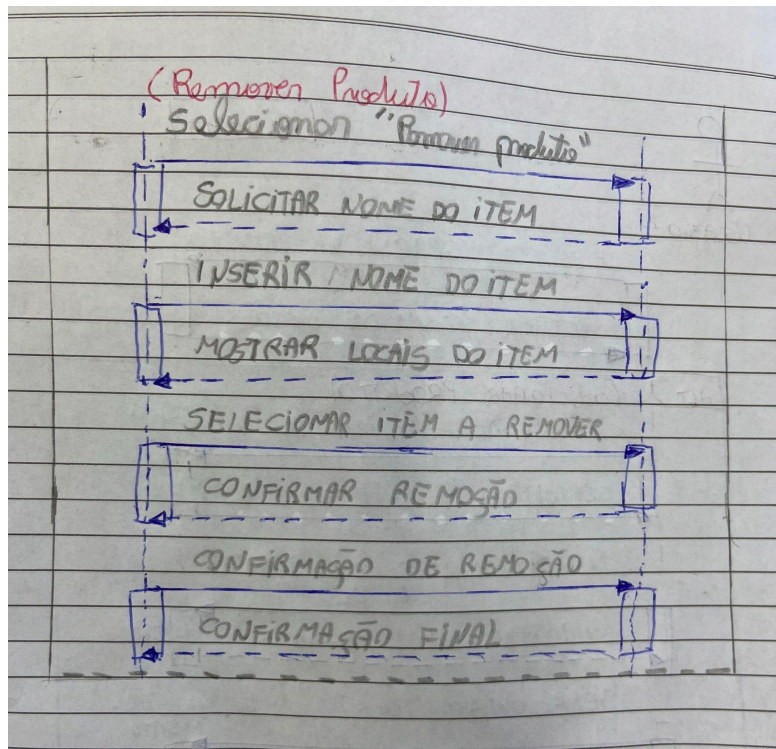 (Remover Produto)
Selecionar "Remover produto"
SOLICITAR NOME DO ITEM
INSERIR NOME DO ITEM
MOSTRAR LOCAIS DO ITEM
SELECIONAR ITEM A REMOVER
CONFIRMAR REMOÇÃO
CONFIRMAÇÃO DE REMOÇÃO
CONFIRMAÇÃO FINAL